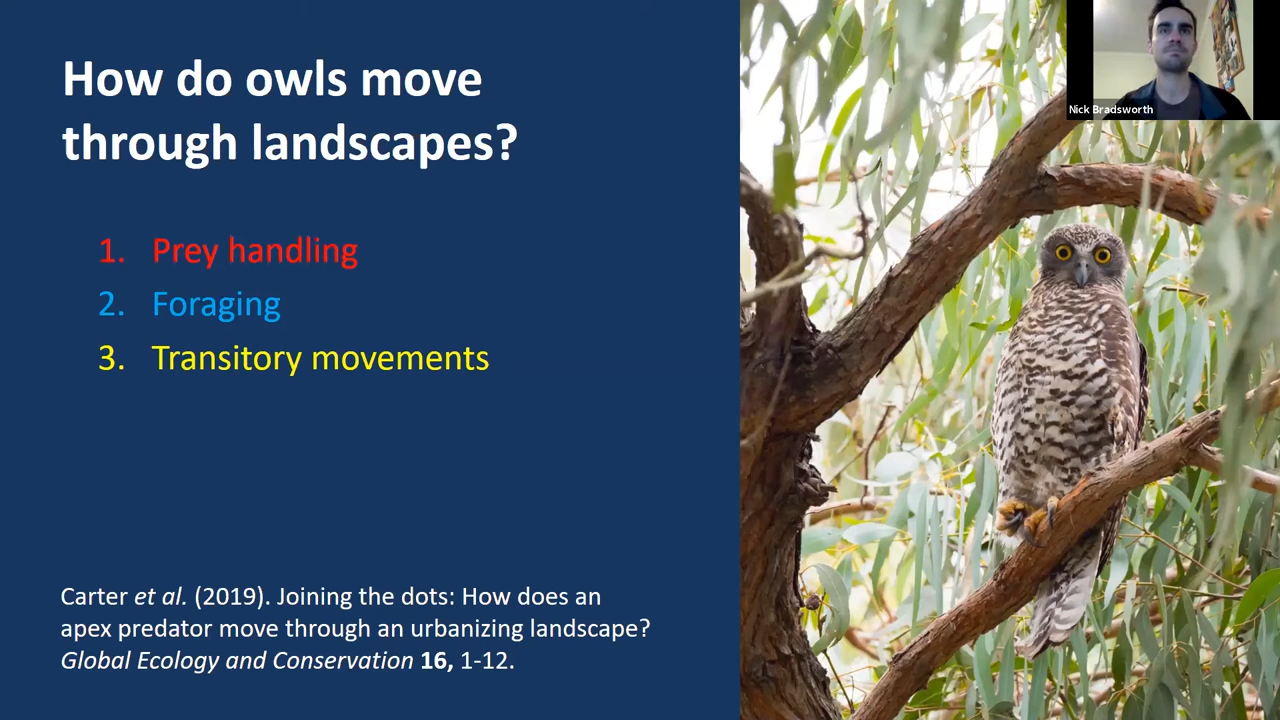 How do owls move
through landscapes?
1. Prey handling
2. Foraging
3. Transitory movements
Carter et al. (2019). Joining the dots: How does an
apex predator move through an urbanizing landscape?
Global Ecology and Conservation 16, 1-12.
Nick Bradsworth